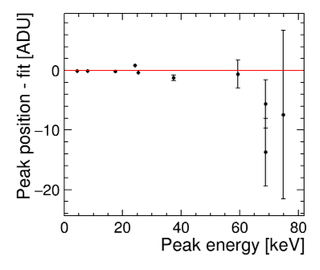 Peak position - fit [ADU]
0
−10
−20
0 20 40 60 80
Peak energy [keV]